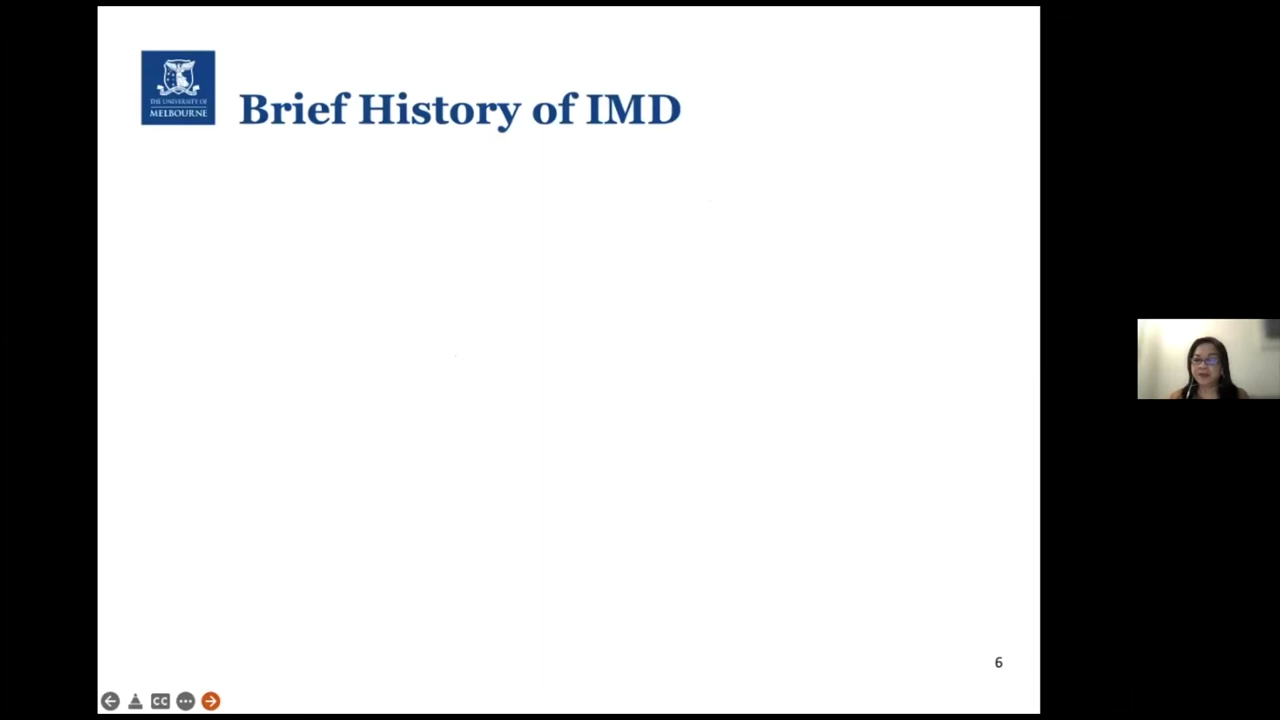 THE UNIVERSITY OF
MELBOURNE
Brief History of IMD
6
CC